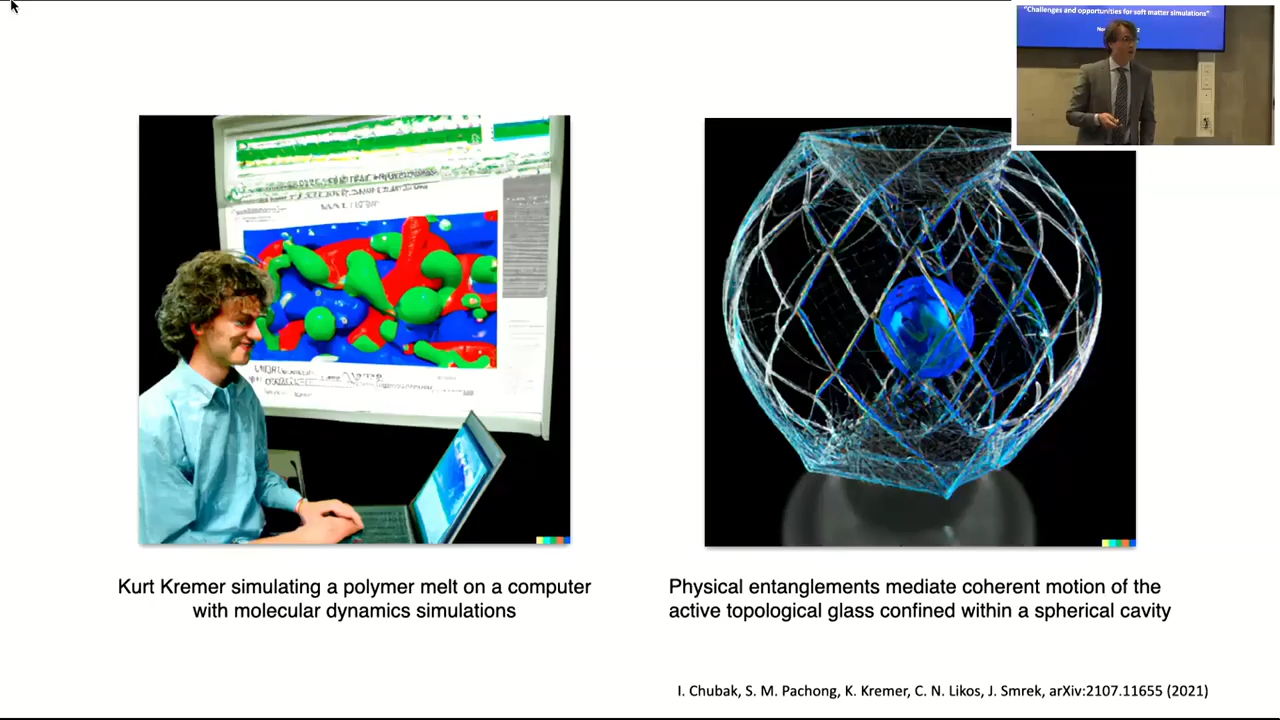 "Challenges and opportunities for soft matter simulations"
Kurt Kremer simulating a polymer melt on a computer
with molecular dynamics simulations
Physical entanglements mediate coherent motion of the
active topological glass confined within a spherical cavity
I. Chubak, S. M. Pachong, K. Kremer, C. N. Likos, J. Smrek, arXiv:2107.11655 (2021)